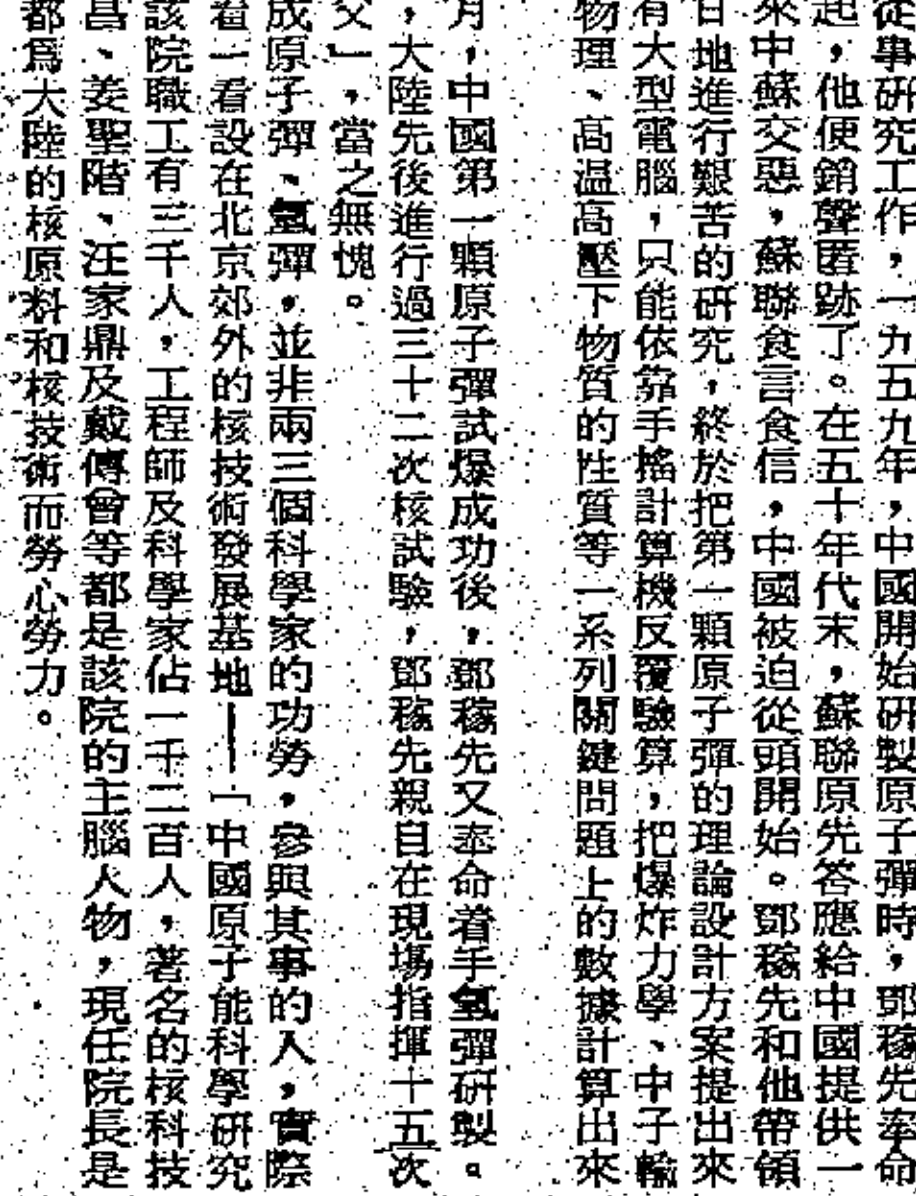 從事研究工作，一九五九年，中國開始研製原子彈時，鄧稼先奉命
起，他便銷聲匿跡了。在五十年代末，蘇聯原先答應給中國提供一
來中蘇交惡，蘇聯食言食信，中國被迫從頭開始。鄧稼先和他帶領
日地進行艱苦的研究，終於把第一顆原子彈的理論設計方案提出來
有大型電腦，只能依靠手搖計算機反覆驗算，把爆炸力學、中子輸
物理、高温高壓下物質的性質等一系列關鍵問題上的數據計算出來
月，中國第一顆原子彈試爆成功後，鄧稼先又奉命着手氫彈研製。
，大陸先後進行過三十二次核試驗，鄧稼先親自在現場指揮十五次
父」，當之無愧。
成原子彈、氫彈，並非兩三個科學家的功勞，參與其事的人，實際
看一看設在北京郊外的核技術發展基地——「中國原子能科學研究
該院職工有三千人，工程師及科學家佔一千二百人，著名的核科技
昌、姜聖階、汪家鼎及戴傳曾等都是該院的主腦人物，現任院長是
都爲大陸的核原料和核技術而勞心勞力。